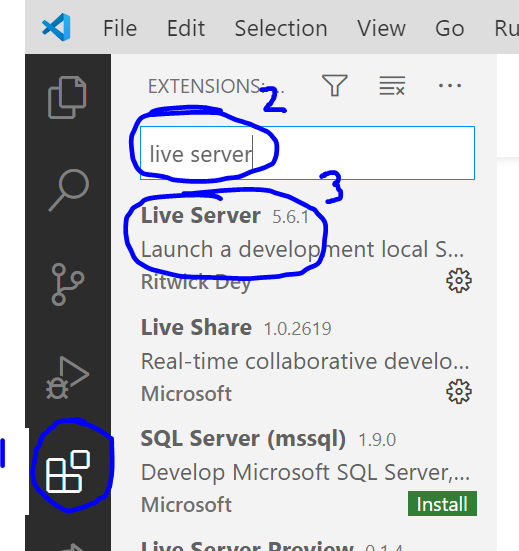 File Edit Selection View Go Ru
EXTENSIONS:... 2
live server
3
Live Server 5.6.1
Launch a development local S...
Ritwick Dey
Live Share 1.0.2619
Real-time collaborative develo...
Microsoft
1
SQL Server (mssql) 1.9.0
Develop Microsoft SQL Server,...
Microsoft Install
Live Server Preview 0.1.4